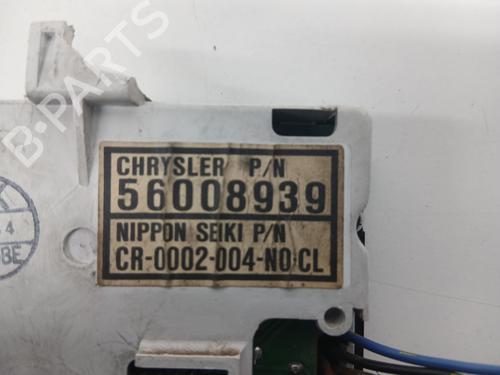 CHRYSLER P/N
56008939
NIPPON SEIKI P/N
CR-0002-004-NO CL
B-PARTS